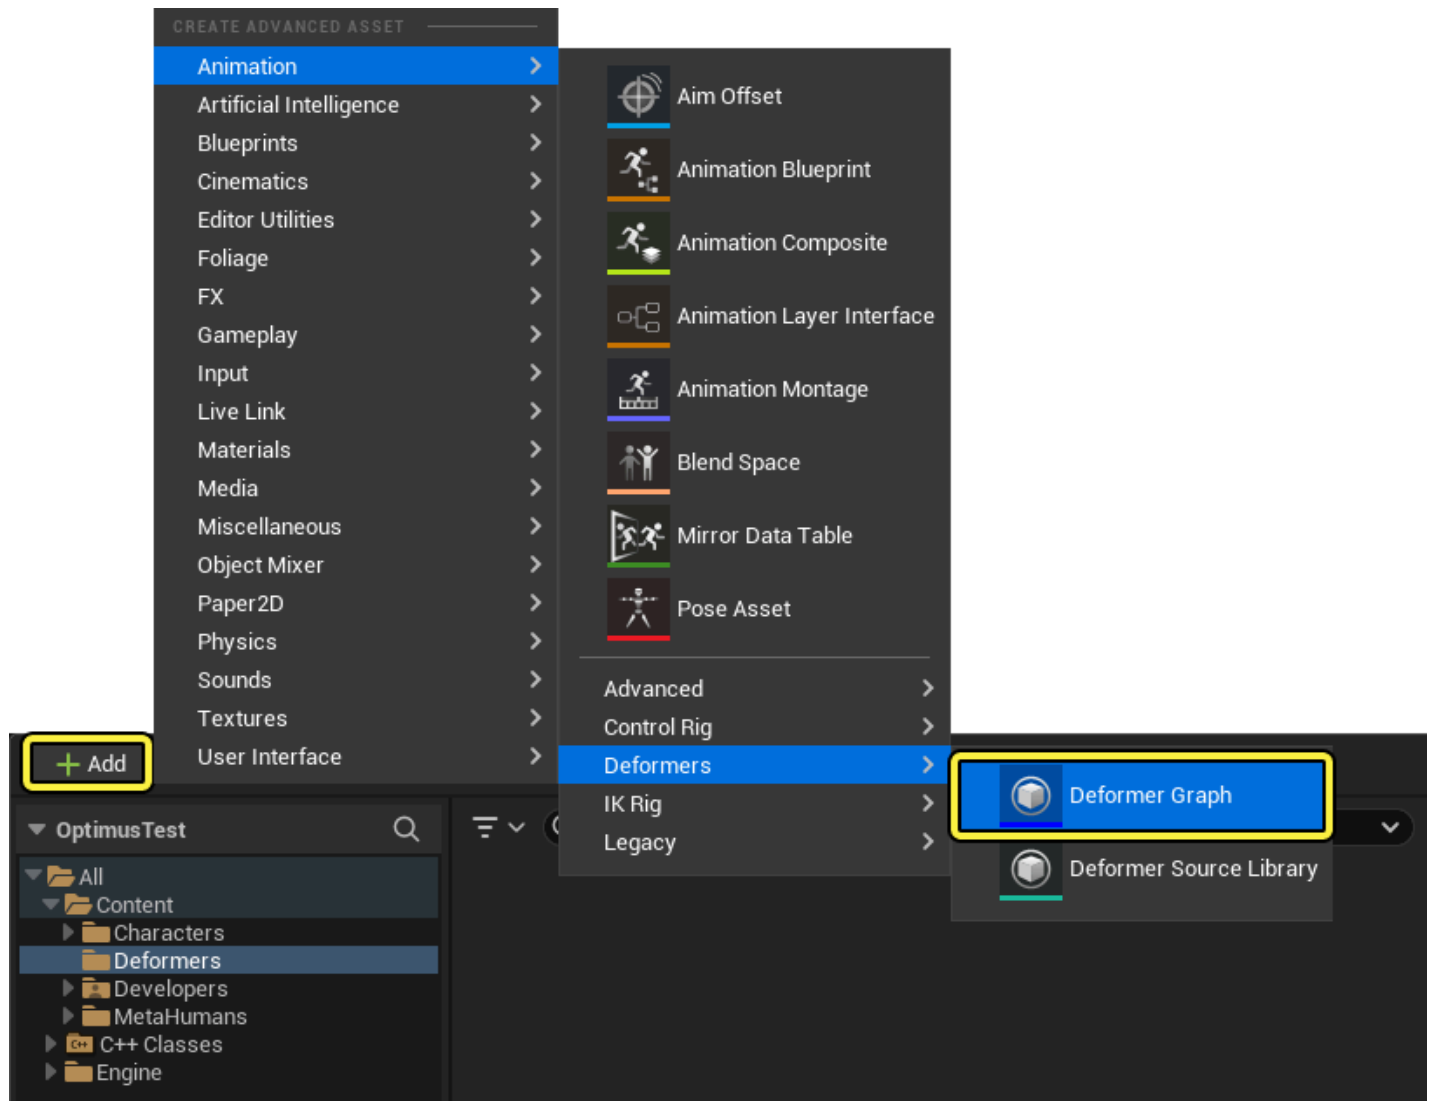 CREATE ADVANCED ASSET
Animation
Artificial Intelligence
Blueprints
Cinematics
Editor Utilities
Foliage
FX
Gameplay
Input
Live Link
Materials
Media
Miscellaneous
Object Mixer
Paper2D
Physics
Sounds
Textures
User Interface
Aim Offset
Animation Blueprint
Animation Composite
Animation Layer Interface
Animation Montage
Blend Space
Mirror Data Table
Pose Asset
Advanced
Control Rig
Deformers
IK Rig
Legacy
Deformer Graph
Deformer Source Library
+ Add
OptimusTest
All
Content
Characters
Deformers
Developers
MetaHumans
C++ C++ Classes
Engine